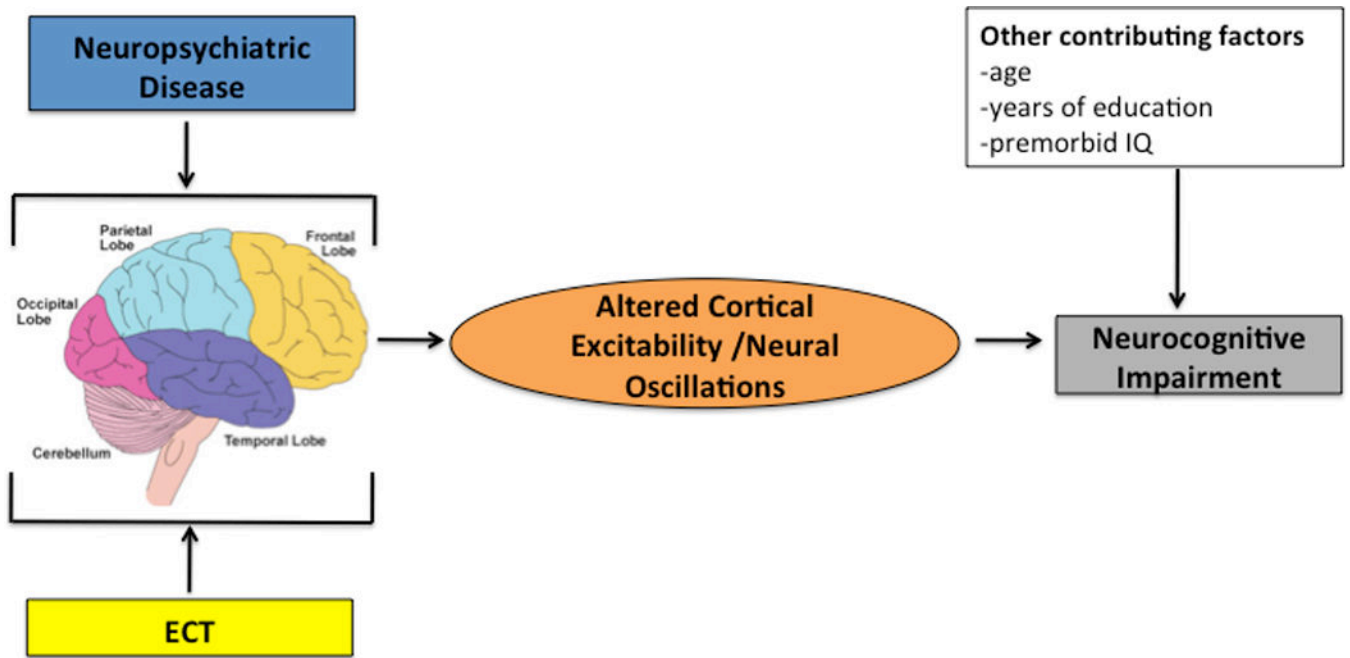 Neuropsychiatric
Disease
Other contributing factors
-age
-years of education
-premorbid IQ
Parietal
Lobe
Frontal
Lobe
Occipital
Lobe
Temporal Lobe
Cerebellum
Altered Cortical
Excitability /Neural
Oscillations
Neurocognitive
Impairment
ECT